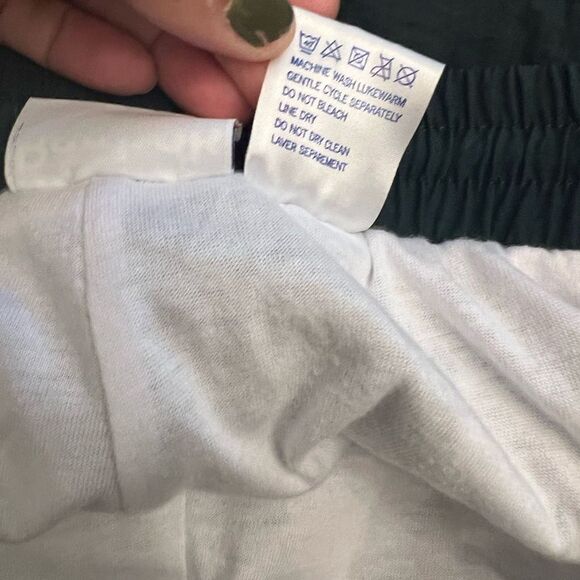 MACHINE WASH LUKEWARM
GENTLE CYCLE SEPARATELY
DO NOT BLEACH
LINE DRY
DO NOT DRY CLEAN
LAVER SEPAREMENT